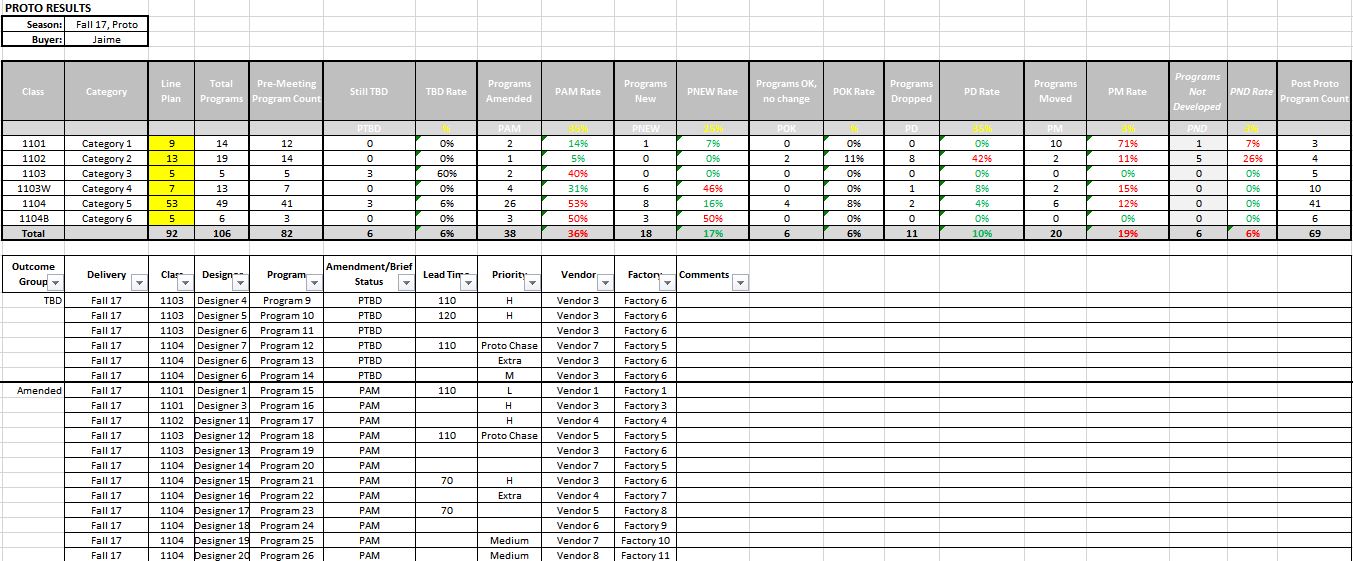 PROTO RESULTS
Season: Fall 17, Proto
Buyer: Jaime
Class Category Line Plan Total Programs Pre-Meeting Program Count Still TBD TBD Rate Programs Amended PAM Rate Programs New PNEW Rate Programs OK, no change POK Rate Programs Dropped PD Rate Programs Moved PM Rate Programs Not Developed PND Rate Post Proto Program Count
PTBD % PAM 35% PNEW 25% POK % PD 35% PM 3% PND 3%
1101 Category 1 9 14 12 0 0% 2 14% 1 7% 0 0% 0 0% 10 71% 1 7% 3
1102 Category 2 13 19 14 0 0% 1 5% 0 0% 2 11% 8 42% 2 11% 5 26% 4
1103 Category 3 5 5 5 3 60% 2 40% 0 0% 0 0% 0 0% 0 0% 0 0% 5
1103W Category 4 7 13 7 0 0% 4 31% 6 46% 0 0% 1 8% 2 15% 0 0% 10
1104 Category 5 53 49 41 3 6% 26 53% 8 16% 4 8% 2 4% 6 12% 0 0% 41
1104B Category 6 5 6 3 0 0% 3 50% 3 50% 0 0% 0 0% 0 0% 0 0% 6
Total 92 106 82 6 6% 38 36% 18 17% 6 6% 11 10% 20 19% 6 6% 69
Outcome Group Delivery Clas Designe Program Amendment/Brief Status Lead Time Priority Vendor Factory Comments
TBD Fall 17 1103 Designer 4 Program 9 PTBD 110 H Vendor 3 Factory 6
Fall 17 1103 Designer 5 Program 10 PTBD 120 H Vendor 3 Factory 6
Fall 17 1103 Designer 6 Program 11 PTBD Vendor 3 Factory 6
Fall 17 1104 Designer 7 Program 12 PTBD 110 Proto Chase Vendor 7 Factory 5
Fall 17 1104 Designer 6 Program 13 PTBD Extra Vendor 3 Factory 6
Fall 17 1104 Designer 6 Program 14 PTBD M Vendor 3 Factory 6
Amended Fall 17 1101 Designer 1 Program 15 PAM 110 L Vendor 1 Factory 1
Fall 17 1101 Designer 3 Program 16 PAM H Vendor 3 Factory 3
Fall 17 1102 Designer 11 Program 17 PAM H Vendor 4 Factory 4
Fall 17 1103 Designer 12 Program 18 PAM 110 Proto Chase Vendor 5 Factory 5
Fall 17 1103 Designer 13 Program 19 PAM Vendor 3 Factory 6
Fall 17 1104 Designer 14 Program 20 PAM Vendor 7 Factory 5
Fall 17 1104 Designer 15 Program 21 PAM 70 H Vendor 3 Factory 6
Fall 17 1104 Designer 16 Program 22 PAM Extra Vendor 4 Factory 7
Fall 17 1104 Designer 17 Program 23 PAM 70 Vendor 5 Factory 8
Fall 17 1104 Designer 18 Program 24 PAM Vendor 6 Factory 9
Fall 17 1104 Designer 19 Program 25 PAM Medium Vendor 7 Factory 10
Fall 17 1104 Designer 20 Program 26 PAM Medium Vendor 8 Factory 11